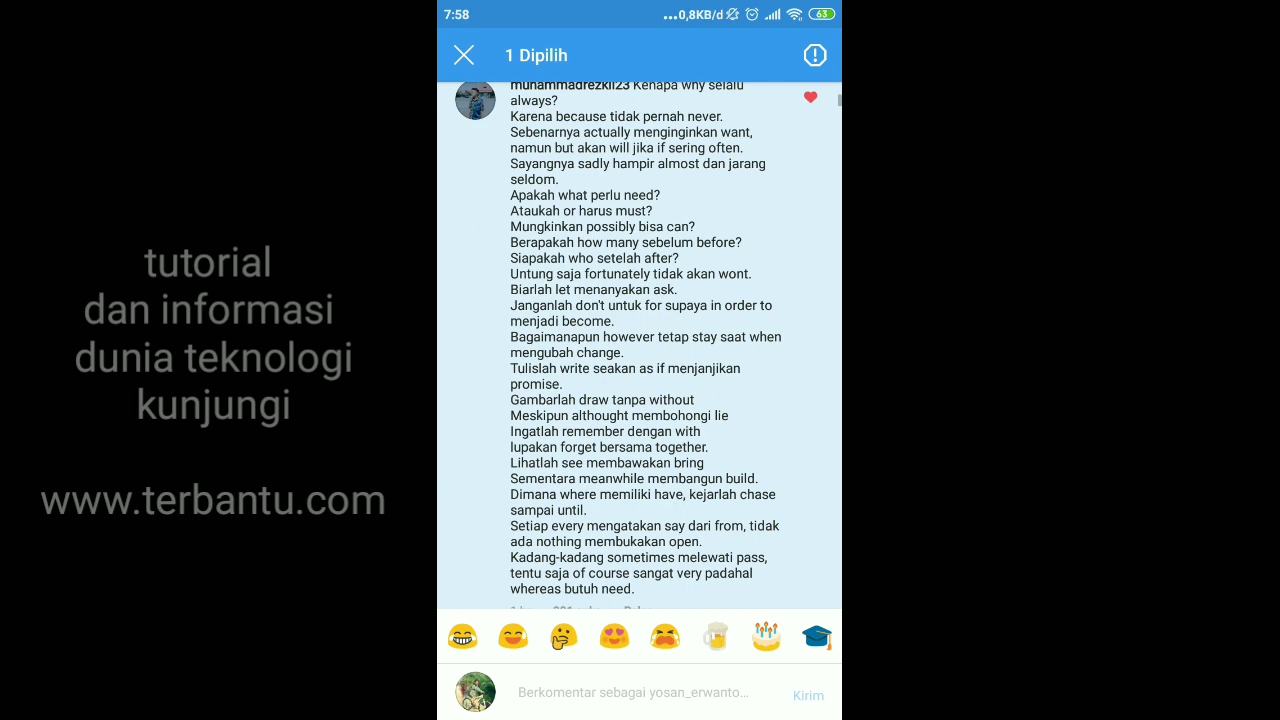 7:58
...0,8KB/d
63
1 Dipilih
muhammadrezkii23 Kenapa why selalu
always?
Karena because tidak pernah never.
Sebenarnya actually menginginkan want,
namun but akan will jika if sering often.
Sayangnya sadly hampir almost dan jarang
seldom.
Apakah what perlu need?
Ataukah or harus must?
Mungkinkan possibly bisa can?
Berapakah how many sebelum before?
Siapakah who setelah after?
Untung saja fortunately tidak akan wont.
Biarlah let menanyakan ask.
Janganlah don't untuk for supaya in order to
menjadi become.
Bagaimanapun however tetap stay saat when
mengubah change.
Tulislah write seakan as if menjanjikan
promise.
Gambarlah draw tanpa without
Meskipun althought membohongi lie
Ingatlah remember dengan with
lupakan forget bersama together.
Lihatlah see membawakan bring
Sementara meanwhile membangun build.
Dimana where memiliki have, kejarlah chase
sampai until.
Setiap every mengatakan say dari from, tidak
ada nothing membukakan open.
Kadang-kadang sometimes melewati pass,
tentu saja of course sangat very padahal
whereas butuh need.
Berkomentar sebagai yosan_erwanto...
Kirim
tutorial
dan informasi
dunia teknologi
kunjungi
www.terbantu.com